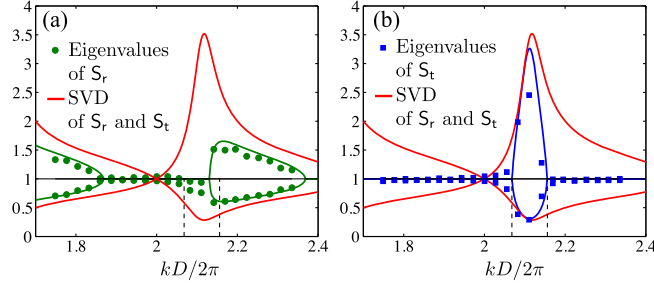 (a)
Eigenvalues
of S_r
SVD
of S_r and S_t
4
3.5
3
2.5
2
1.5
1
0.5
0
1.8 2 2.2 2.4
kD/2π
(b)
Eigenvalues
of S_t
SVD
of S_r and S_t
4
3.5
3
2.5
2
1.5
1
0.5
0
1.8 2 2.2 2.4
kD/2π